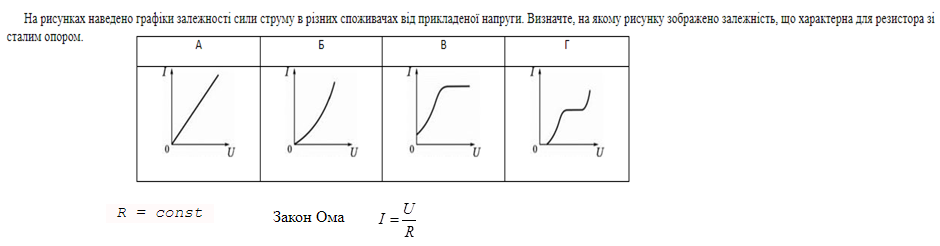 На рисунках наведено графіки залежності сили струму в різних споживачах від прикладеної напруги. Визначте, на якому рисунку зображено залежність, що характерна для резистора зі
сталим опором.
А Б В Г
I I I I
0 U 0 U 0 U 0 U
R = const Закон Ома I = U/R